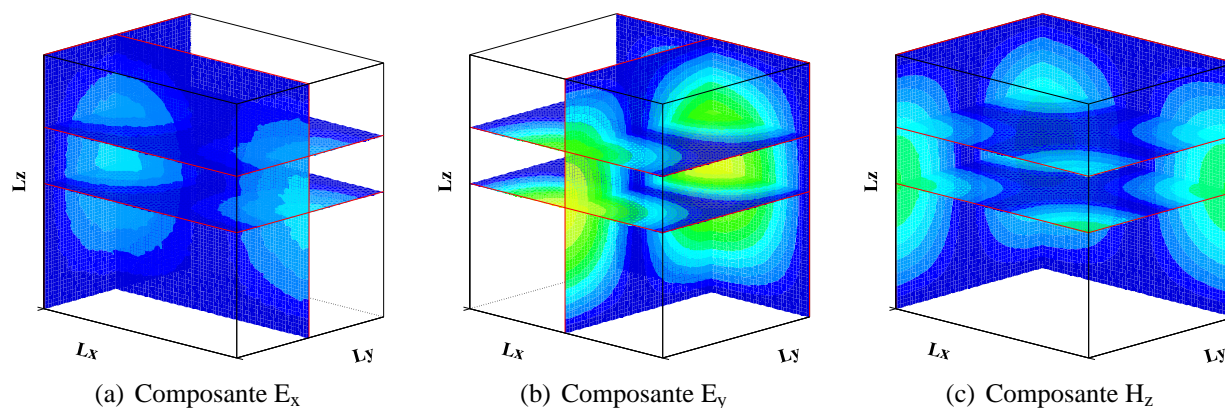 Lz
Lx
Ly
(a) Composante Ex
Lz
Lx
Ly
(b) Composante Ey
Lz
Lx
Ly
(c) Composante Hz